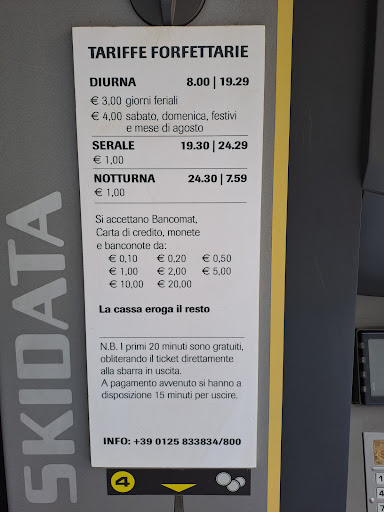 TARIFFE FORFETTARIE
DIURNA 8.00 | 19.29
€ 3,00 giorni feriali
€ 4,00 sabato, domenica, festivi
e mese di agosto
SERALE 19.30 | 24.29
€ 1,00
NOTTURNA 24.30 | 7.59
€ 1,00
Si accettano Bancomat,
Carta di credito, monete
e banconote da:
€ 0,10 € 0,20 € 0,50
€ 1,00 € 2,00 € 5,00
€ 10,00 € 20,00
La cassa eroga il resto
N.B. I primi 20 minuti sono gratuiti,
obliterando il ticket direttamente
alla sbarra in uscita.
A pagamento avvenuto si hanno a
disposizione 15 minuti per uscire.
INFO: +39 0125 833834/800
4
SKIDATA